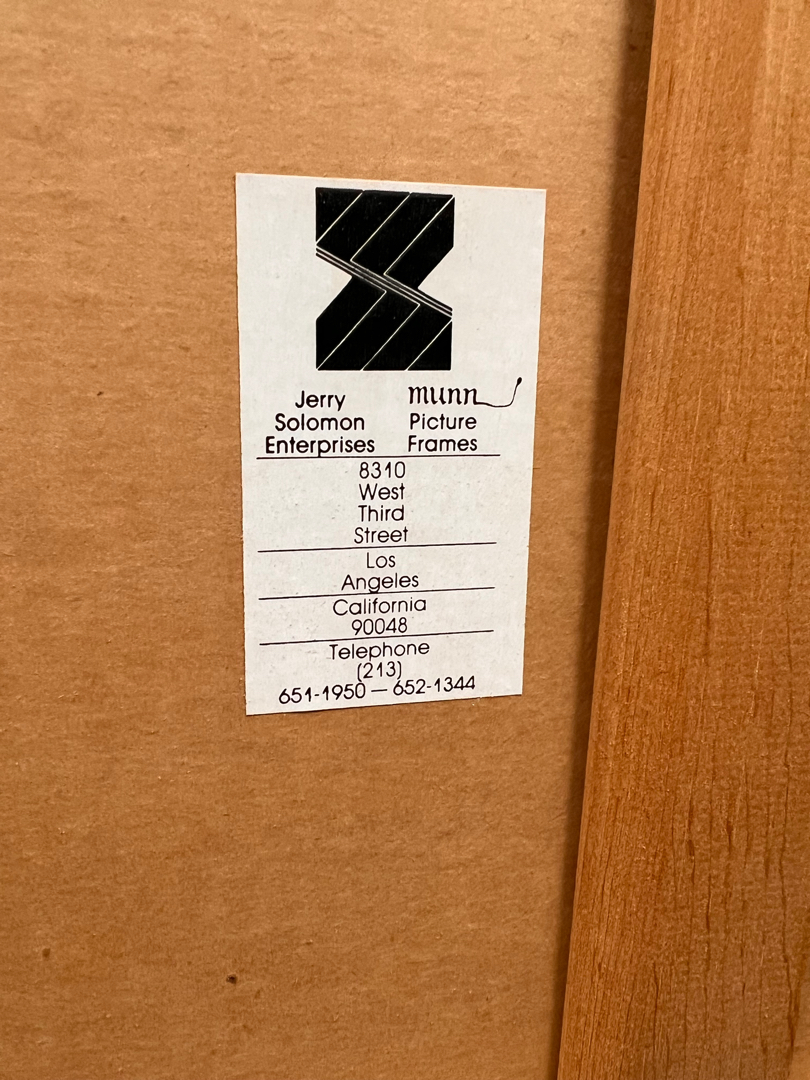 Jerry
Solomon
Enterprises
munn
Picture
Frames
8310
West
Third
Street
Los
Angeles
California
90048
Telephone
(213)
651-1950 — 652-1344